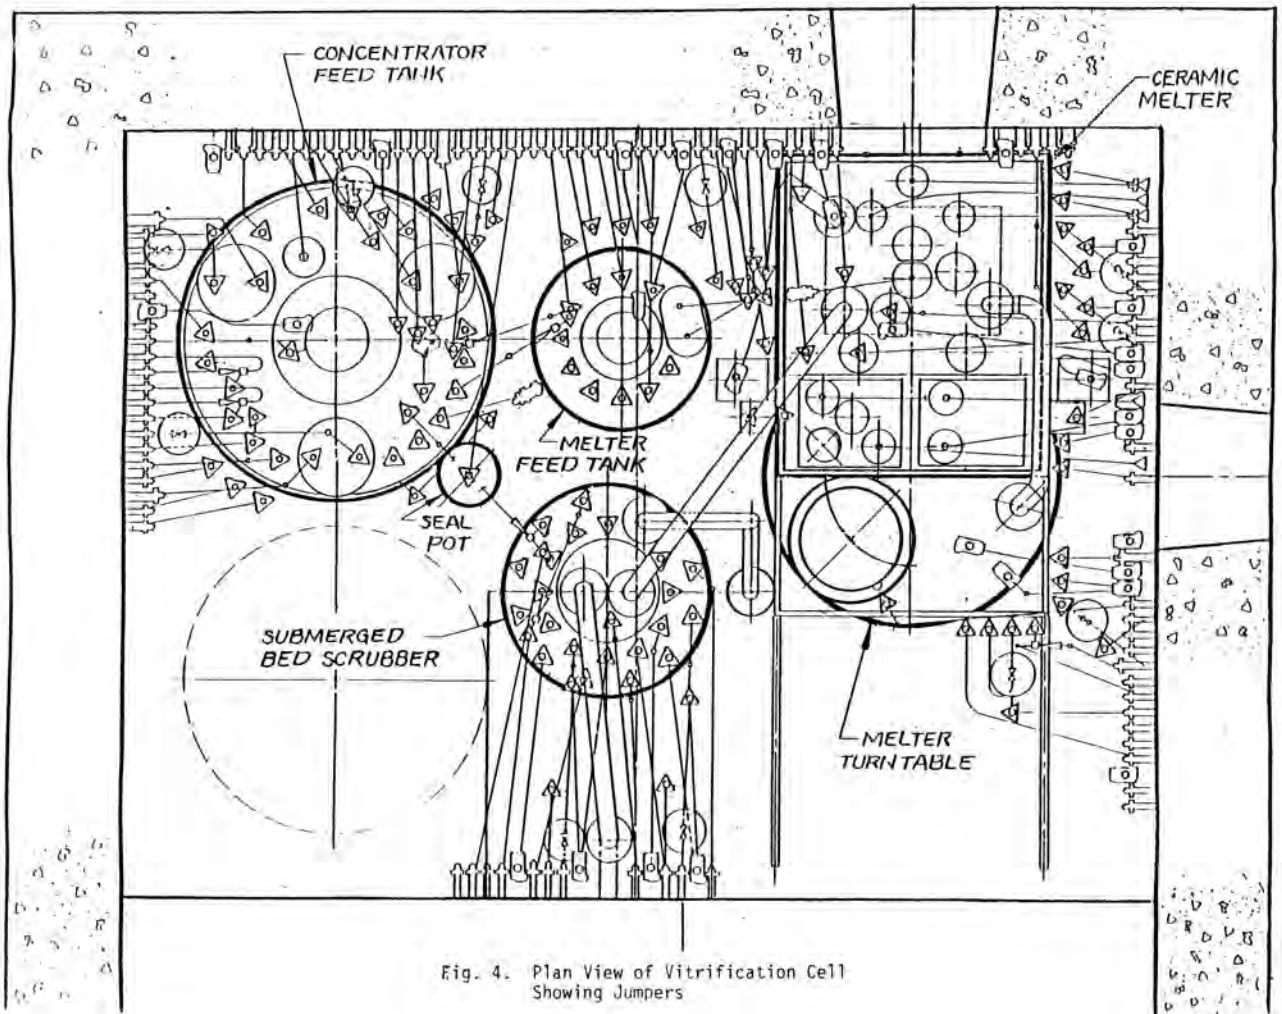 CONCENTRATOR
FEED TANK
CERAMIC
MELTER
MELTER
FEED TANK
SEAL
POT
SUBMERGED
BED SCRUBBER
MELTER
TURNTABLE
Fig. 4. Plan View of Vitrification Cell
Showing Jumpers